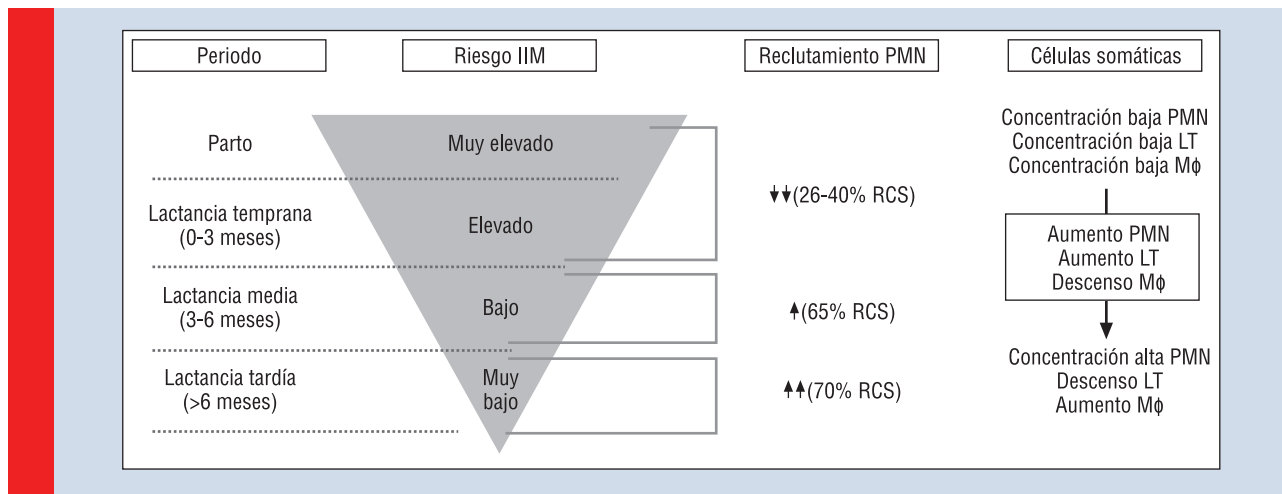 Periodo
Riesgo IIM
Reclutamiento PMN
Células somáticas
Parto
Muy elevado
Lactancia temprana
(0-3 meses)
Elevado
Lactancia media
(3-6 meses)
Bajo
Lactancia tardía
(>6 meses)
Muy
bajo
↓↓(26-40% RCS)
↑(65% RCS)
↑↑(70% RCS)
Concentración baja PMN
Concentración baja LT
Concentración baja Mϕ
Aumento PMN
Aumento LT
Descenso Mϕ
Concentración alta PMN
Descenso LT
Aumento Mϕ